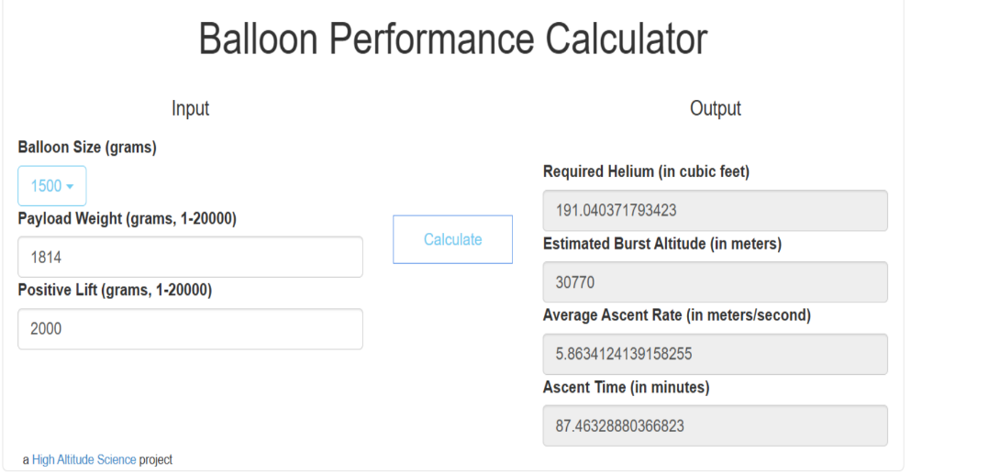 Balloon Performance Calculator
Input
Balloon Size (grams)
1500
Payload Weight (grams, 1-20000)
1814
Positive Lift (grams, 1-20000)
2000
Calculate
Output
Required Helium (in cubic feet)
191.040371793423
Estimated Burst Altitude (in meters)
30770
Average Ascent Rate (in meters/second)
5.8634124139158255
Ascent Time (in minutes)
87.46328880366823
a High Altitude Science project